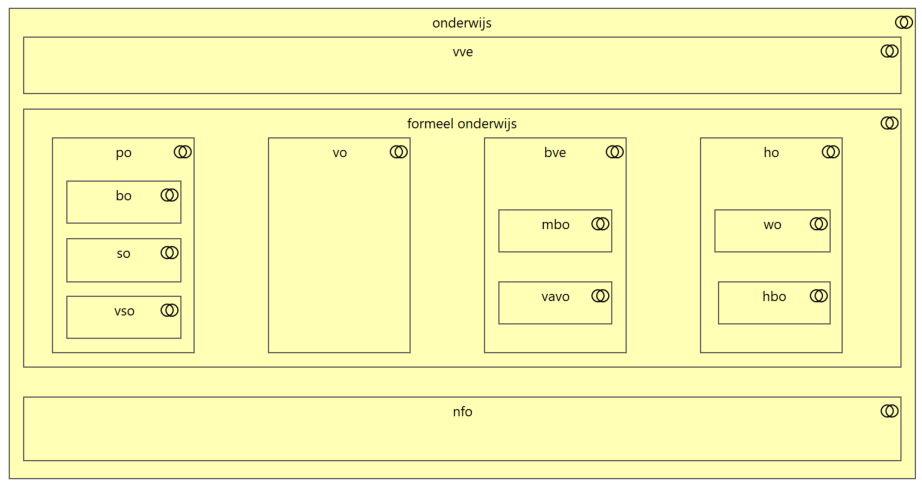 onderwijs
vve
formeel onderwijs
po
bo
so
vso
vo
bve
mbo
vavo
ho
wo
hbo
nfo